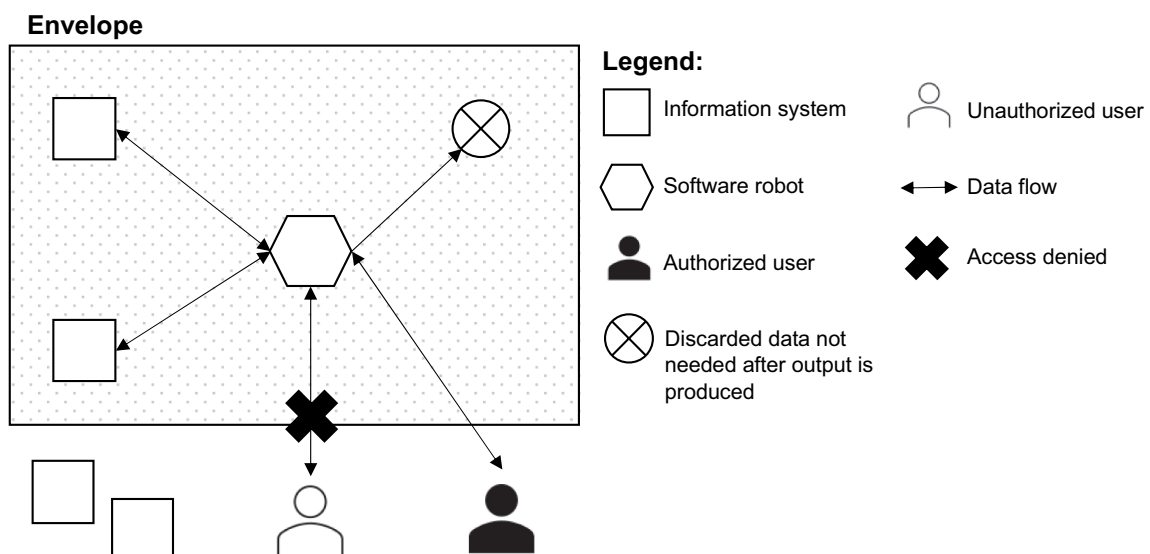 Envelope
Legend:
Information system
Unauthorized user
Software robot
Data flow
Authorized user
Access denied
Discarded data not
needed after output is
produced